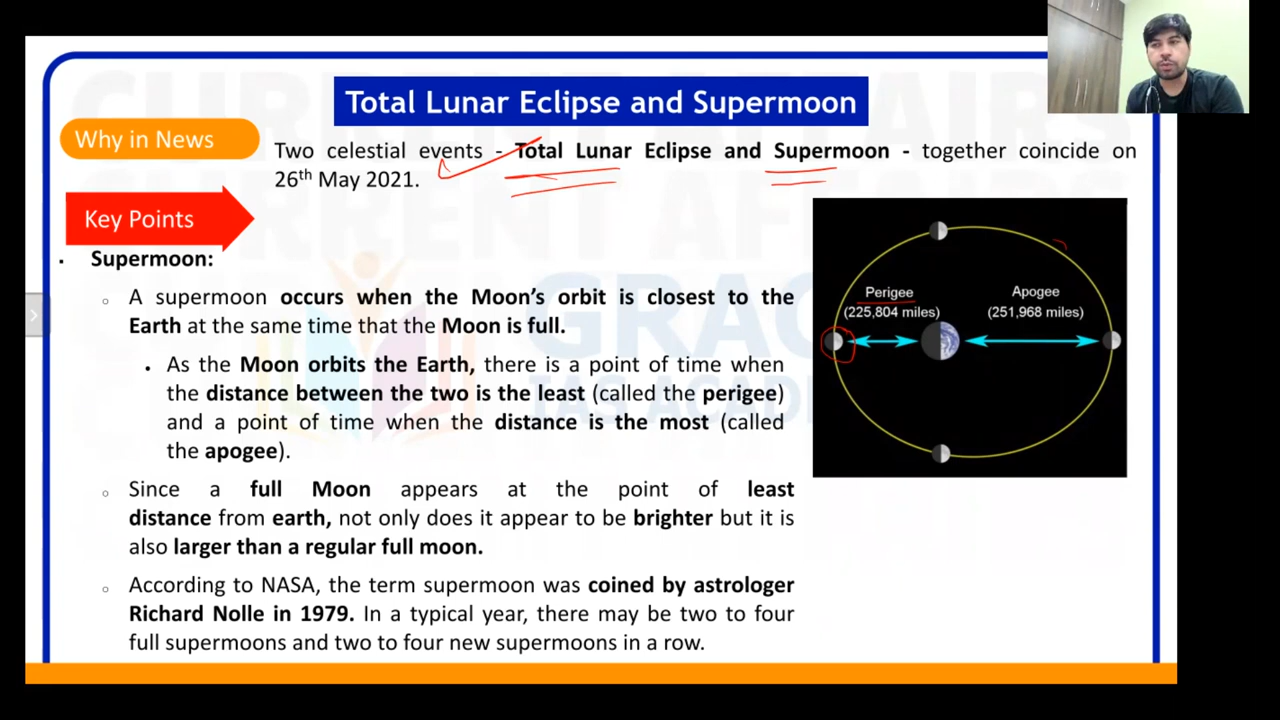 Total Lunar Eclipse and Supermoon
Why in News
Two celestial events - Total Lunar Eclipse and Supermoon - together coincide on
26th May 2021.
Key Points
▪ Supermoon:
○ A supermoon occurs when the Moon’s orbit is closest to the
Earth at the same time that the Moon is full.
• As the Moon orbits the Earth, there is a point of time when
the distance between the two is the least (called the perigee)
and a point of time when the distance is the most (called
the apogee).
○ Since a full Moon appears at the point of least
distance from earth, not only does it appear to be brighter but it is
also larger than a regular full moon.
○ According to NASA, the term supermoon was coined by astrologer
Richard Nolle in 1979. In a typical year, there may be two to four
full supermoons and two to four new supermoons in a row.
Perigee
(225,804 miles)
Apogee
(251,968 miles)
CURRENT AFFAIRS
IAS ACADEMY